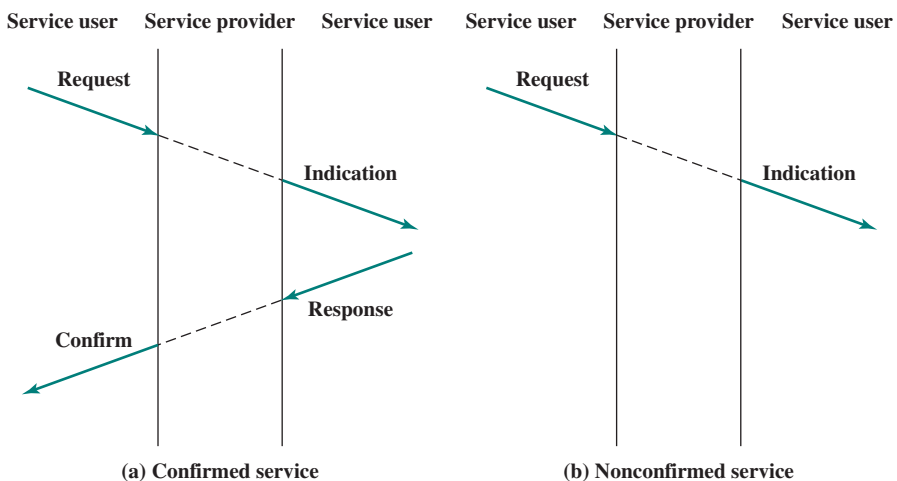 Service user Service provider Service user
Request
Indication
Response
Confirm
(a) Confirmed service
Service user Service provider Service user
Request
Indication
(b) Nonconfirmed service